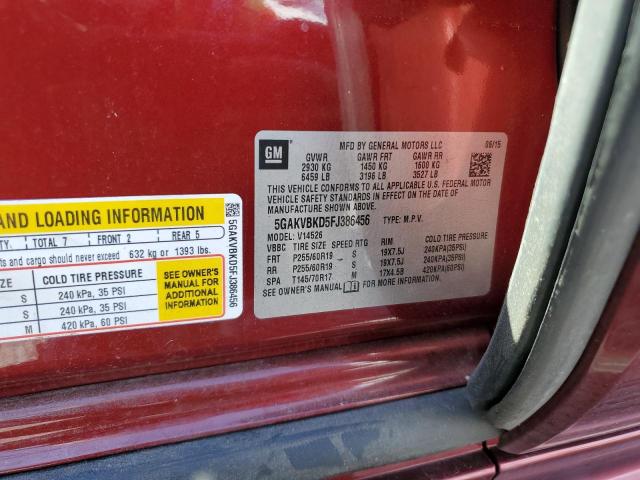 GM
MFD BY GENERAL MOTORS LLC 06/15
GVWR GAWR FRT GAWR RR
2930 KG 1450 KG 1600 KG
6459 LB 3196 LB 3527 LB
THIS VEHICLE CONFORMS TO ALL APPLICABLE U.S. FEDERAL MOTOR
VEHICLE SAFETY STANDARDS IN EFFECT ON THE DATE OF
MANUFACTURE SHOWN ABOVE.
5GAKVBKD5FJ386456 TYPE: M.P.V.
MODEL: V14526
VBBC TIRE SIZE SPEED RTG RIM COLD TIRE PRESSURE
FRT P255/60R19 S 19X7.5J 240KPA(35PSI)
RR P255/60R19 S 19X7.5J 240KPA(35PSI)
SPA T145/70R17 M 17X4.5B 420KPA(60PSI)
SEE OWNER'S MANUAL FOR MORE INFORMATION.
AND LOADING INFORMATION
TOTAL 7 FRONT 2 REAR 5
and cargo should never exceed 632 kg or 1393 lbs.
COLD TIRE PRESSURE
S 240 kPa, 35 PSI
S 240 kPa, 35 PSI
M 420 kPa, 60 PSI
SEE OWNER'S
MANUAL FOR
ADDITIONAL
INFORMATION
5GAKVBKD5FJ386456